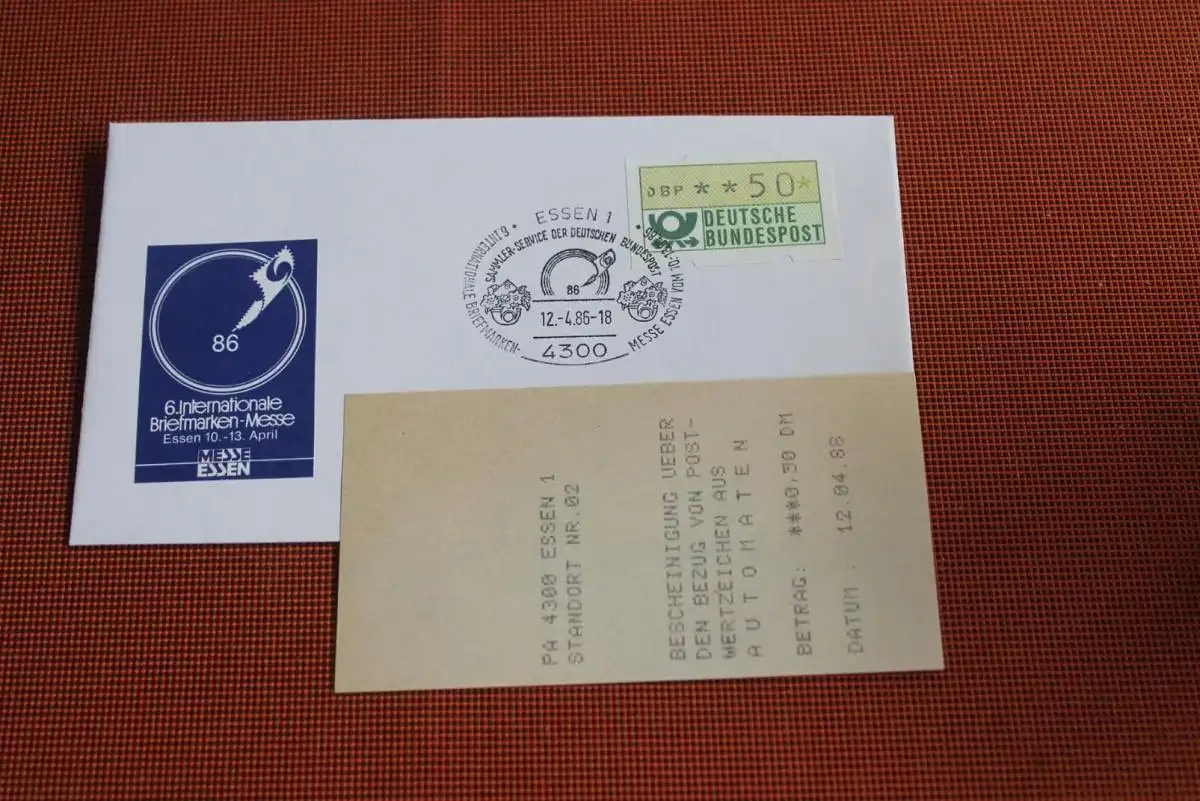 86
6.Internationale
Briefmarken-Messe
Essen 10.-13. April
MESSE
ESSEN
ESSEN 1
• 6.INTERNATIONALE BRIEFMARKEN-
MESSE ESSEN VOM 10.-13.4.86 •
SAMMLER-SERVICE DER DEUTSCHEN BUNDESPOST
86
12.-4.86-18
4300
DBP **50*
DEUTSCHE
BUNDESPOST
PA 4300 ESSEN 1
STANDORT NR.02
BESCHEINIGUNG UEBER
DEN BEZUG VON POST-
WERTZEICHEN AUS
A U T O M A T E N
BETRAG: ***0,50 DM
DATUM : 12.04.86